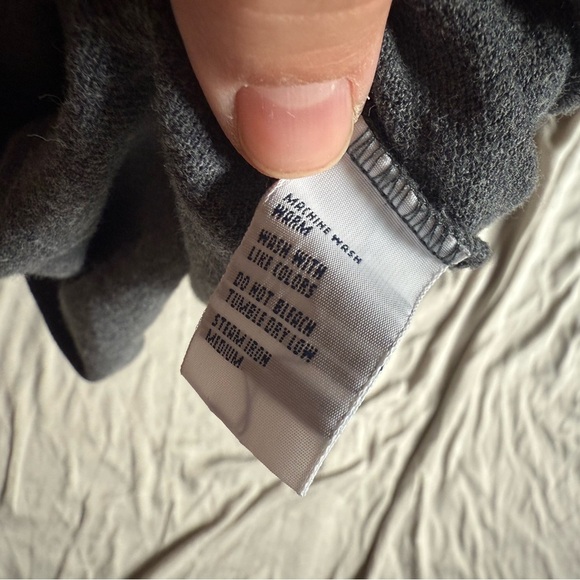 MACHINE WASH
WARM
WASH WITH
LIKE COLORS
DO NOT BLEACH
TUMBLE DRY LOW
STEAM IRON
MEDIUM